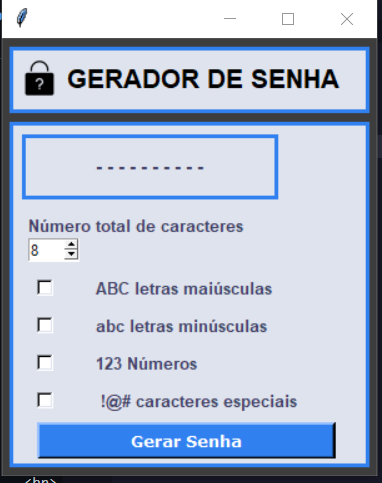 GERADOR DE SENHA
----------
Número total de caracteres
8
ABC letras maiúsculas
abc letras minúsculas
123 Números
!@# caracteres especiais
Gerar Senha